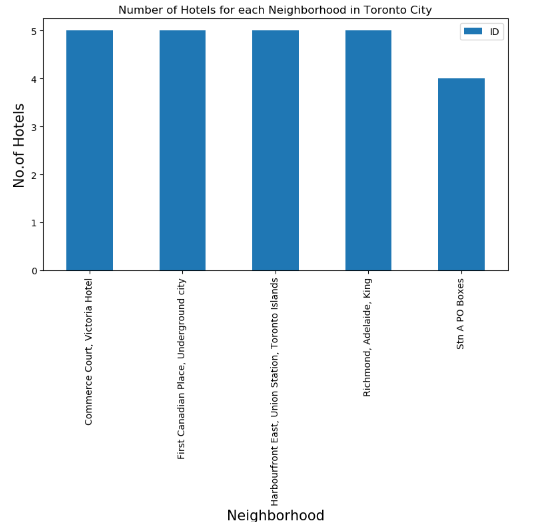 Number of Hotels for each Neighborhood in Toronto City
ID
No.of Hotels
5
4
3
2
1
0
Commerce Court, Victoria Hotel
First Canadian Place, Underground city
Harbourfront East, Union Station, Toronto Islands
Richmond, Adelaide, King
Stn A PO Boxes
Neighborhood